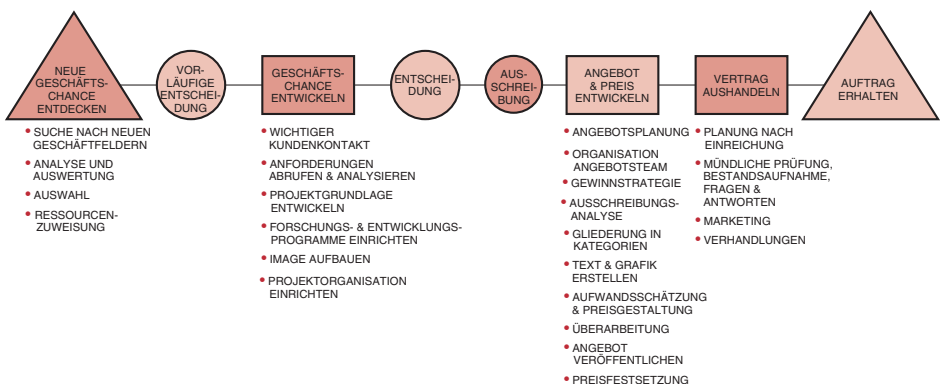 NEUE
GESCHÄFTS-
CHANCE
ENTDECKEN
VOR-
LÄUFIGE
ENTSCHEI-
DUNG
GESCHÄFTS-
CHANCE
ENTWICKELN
ENTSCHEI-
DUNG
AUS-
SCHREI-
BUNG
ANGEBOT
& PREIS
ENTWICKELN
VERTRAG
AUSHANDELN
AUFTRAG
ERHALTEN
• SUCHE NACH NEUEN
GESCHÄFTFELDERN
• ANALYSE UND
AUSWERTUNG
• AUSWAHL
• RESSOURCEN-
ZUWEISUNG
• WICHTIGER
KUNDENKONTAKT
• ANFORDERUNGEN
ABRUFEN & ANALYSIEREN
• PROJEKTGRUNDLAGE
ENTWICKELN
• FORSCHUNGS- & ENTWICKLUNGS-
PROGRAMME EINRICHTEN
• IMAGE AUFBAUEN
• PROJEKTORGANISATION
EINRICHTEN
• ANGEBOTSPLANUNG
• ORGANISATION
ANGEBOTSTEAM
• GEWINNSTRATEGIE
• AUSSCHREIBUNGS-
ANALYSE
• GLIEDERUNG IN
KATEGORIEN
• TEXT & GRAFIK
ERSTELLEN
• AUFWANDSSCHÄTZUNG
& PREISGESTALTUNG
• ÜBERARBEITUNG
• ANGEBOT
VERÖFFENTLICHEN
• PREISFESTSETZUNG
• PLANUNG NACH
EINREICHUNG
• MÜNDLICHE PRÜFUNG,
BESTANDSAUFNAHME,
FRAGEN &
ANTWORTEN
• MARKETING
• VERHANDLUNGEN